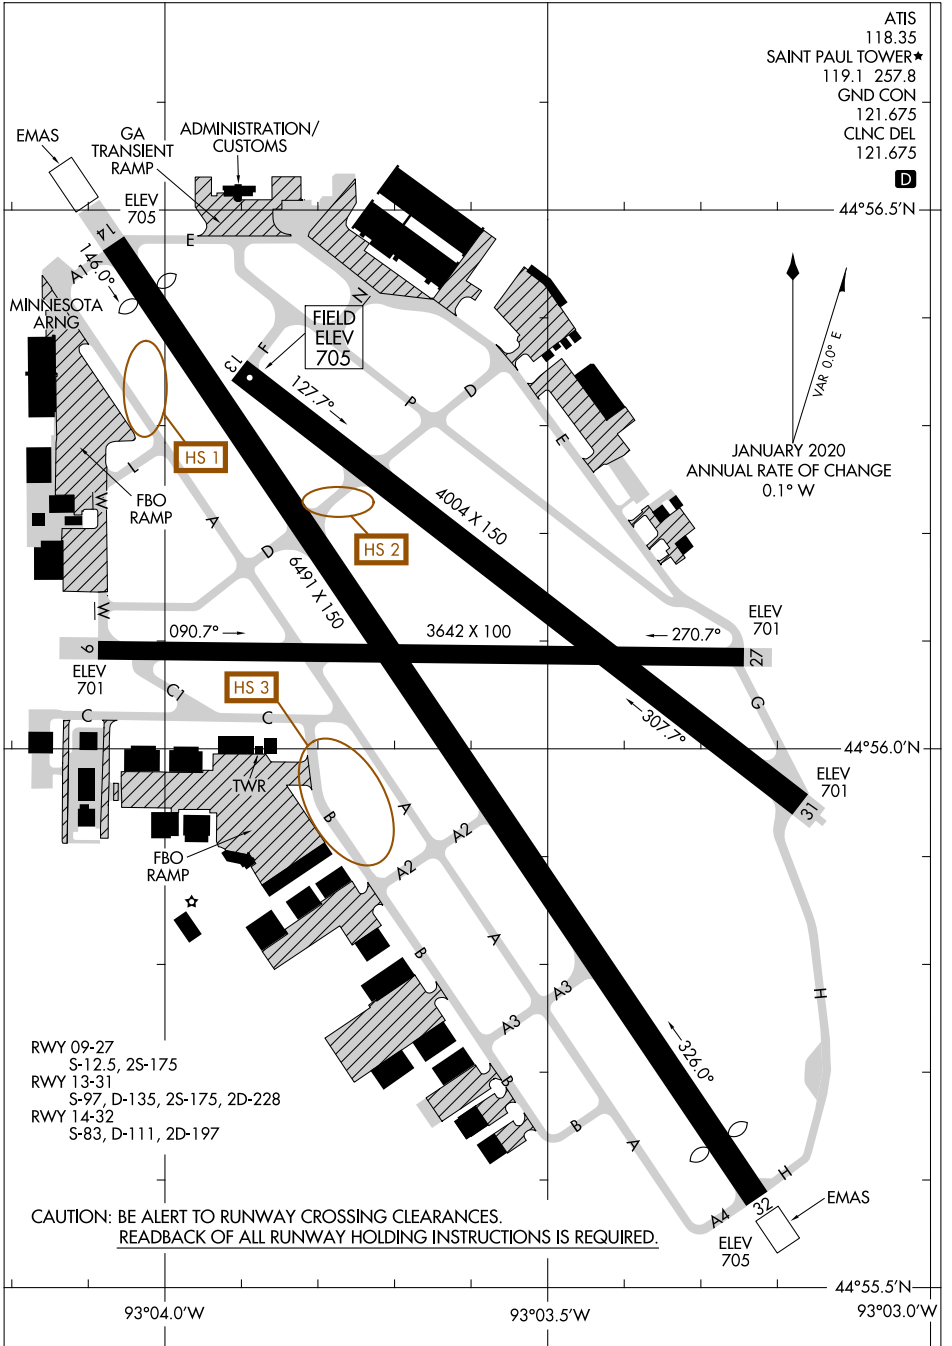 ATIS
118.35
SAINT PAUL TOWER★
119.1 257.8
GND CON
121.675
CLNC DEL
121.675
D
EMAS
GA
TRANSIENT
RAMP
ADMINISTRATION/
CUSTOMS
ELEV
705
44°56.5'N
14
E
146.0°
A1
MINNESOTA
ARNG
N
FIELD
ELEV
705
VAR 0.0° E
13
F
127.7°
P
D
E
JANUARY 2020
ANNUAL RATE OF CHANGE
0.1° W
HS 1
L
W
FBO
RAMP
A
4004 X 150
HS 2
D
6491 X 150
W
090.7°
3642 X 100
270.7°
ELEV
701
9
27
ELEV
701
HS 3
C1
C
C
G
307.7°
44°56.0'N
TWR
ELEV
701
31
A
B
A2
A2
FBO
RAMP
A
B
A3
A3
H
326.0°
RWY 09-27
S-12.5, 2S-175
RWY 13-31
S-97, D-135, 2S-175, 2D-228
RWY 14-32
S-83, D-111, 2D-197
B
B
A
H
EMAS
32
A4
CAUTION: BE ALERT TO RUNWAY CROSSING CLEARANCES.
READBACK OF ALL RUNWAY HOLDING INSTRUCTIONS IS REQUIRED.
ELEV
705
44°55.5'N
93°04.0'W
93°03.5'W
93°03.0'W